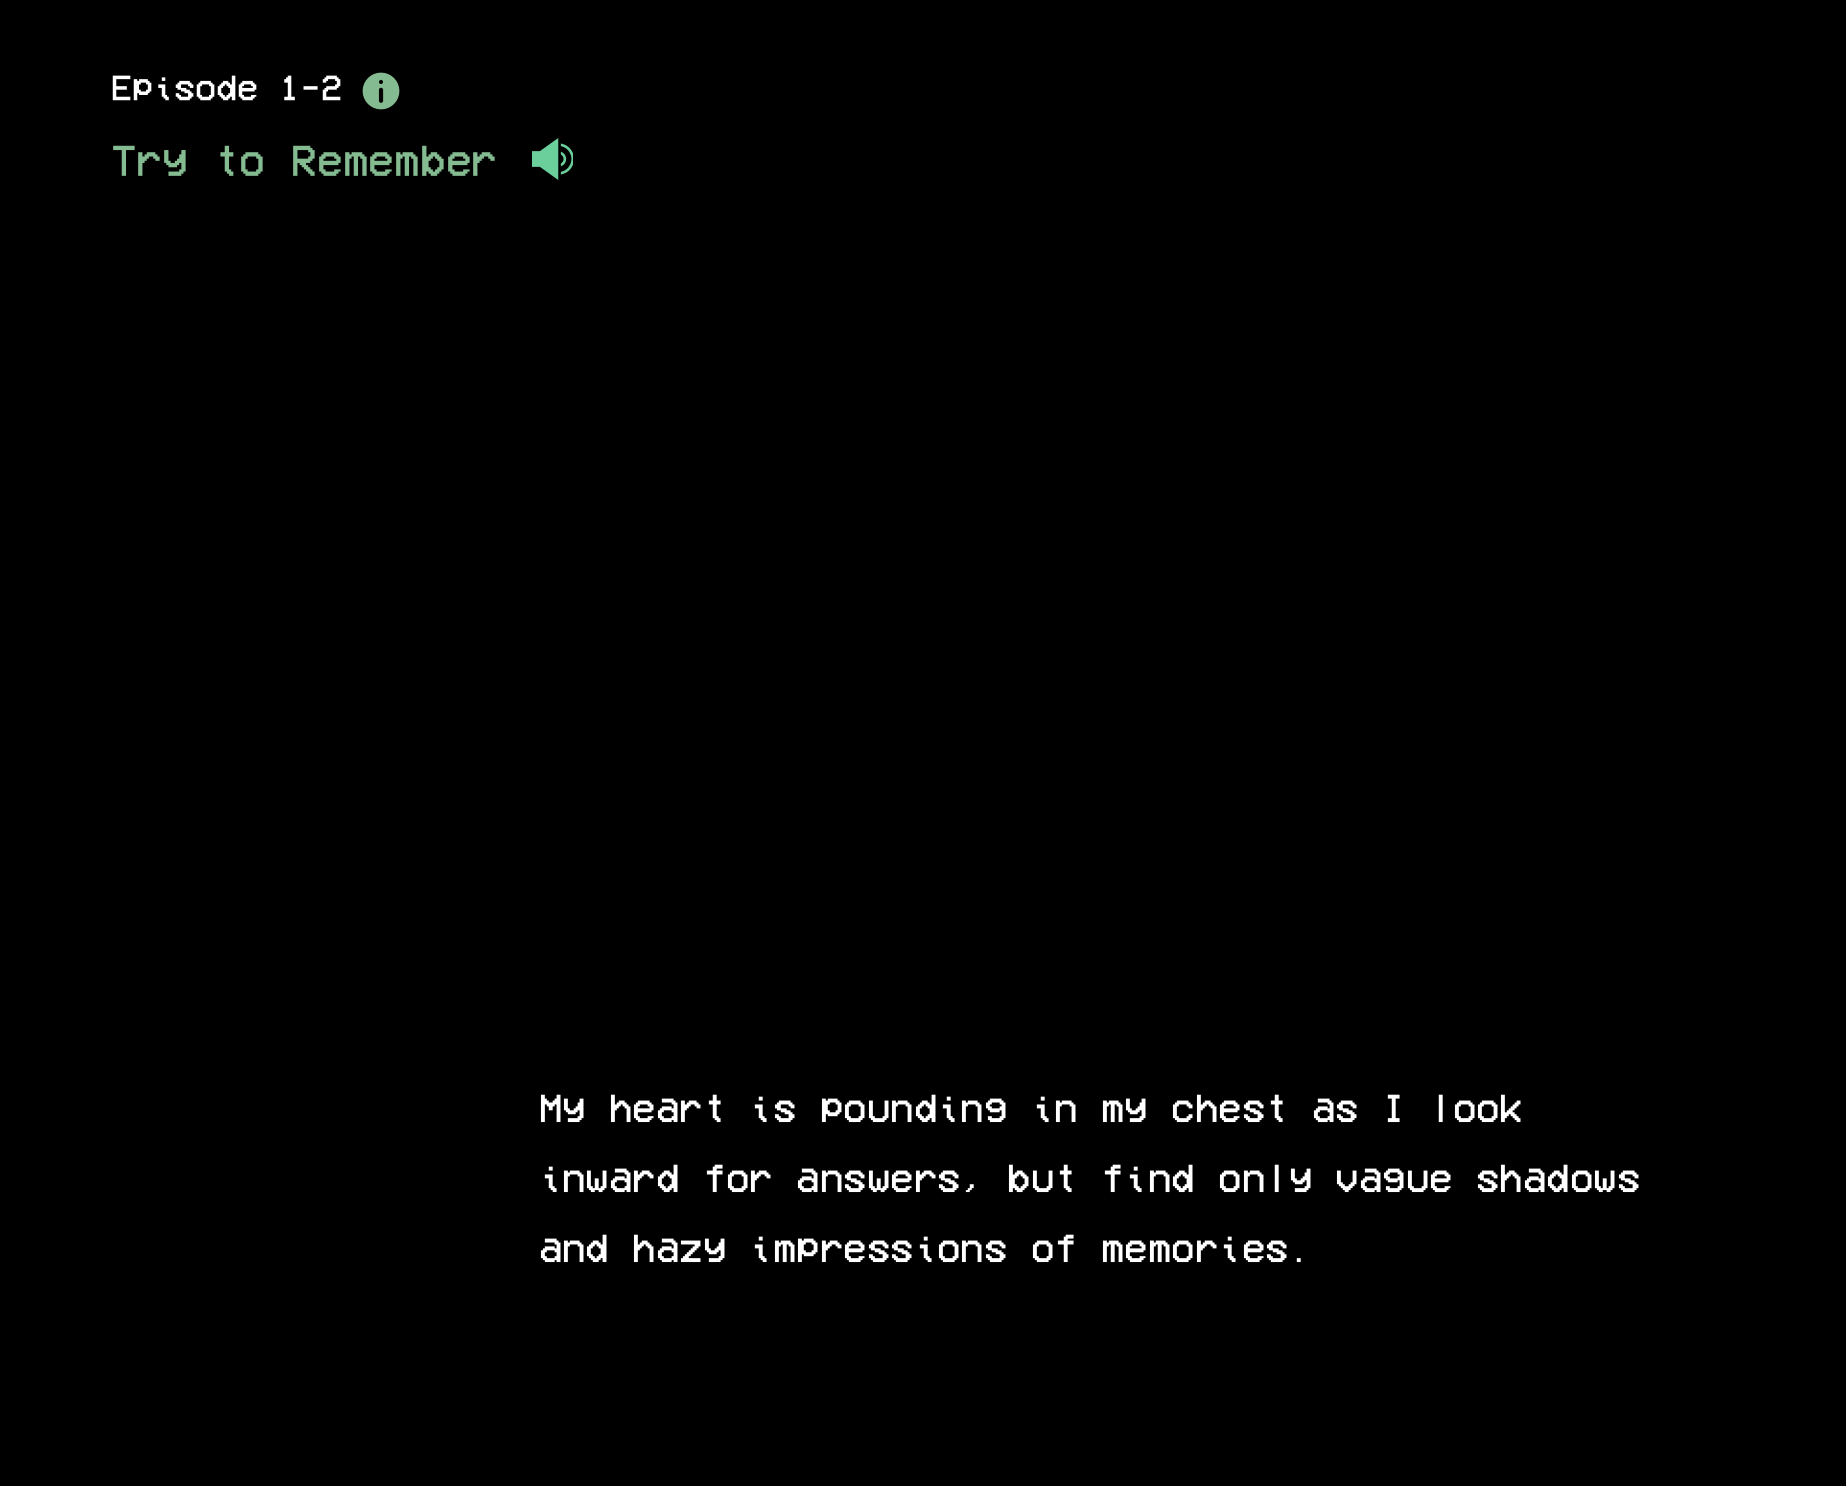 Episode 1-2
Try to Remember
My heart is pounding in my chest as I look
inward for answers, but find only vague shadows
and hazy impressions of memories.